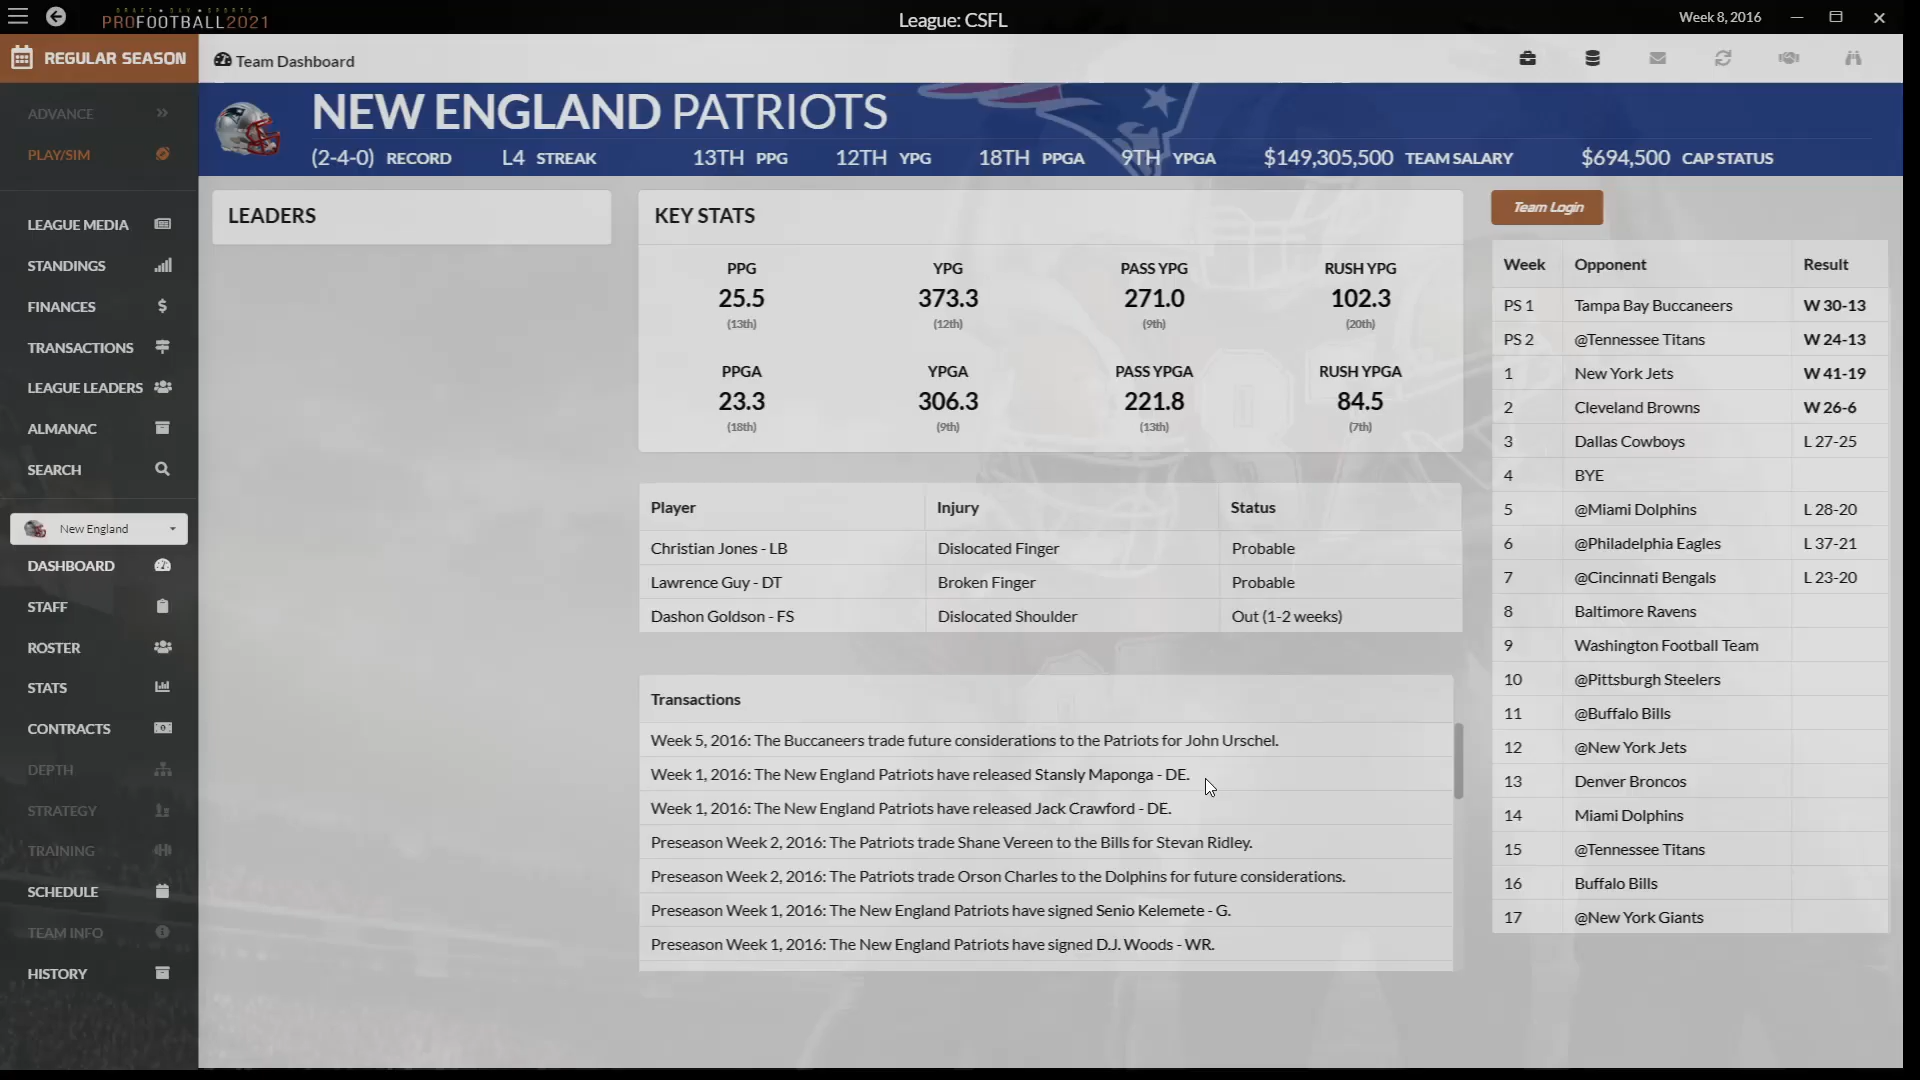 DRAFT DAY SPORTS
PROFOOTBALL2021
League: CSFL
Week 8, 2016
REGULAR SEASON
Team Dashboard
ADVANCE
PLAY/SIM
LEAGUE MEDIA
STANDINGS
FINANCES
TRANSACTIONS
LEAGUE LEADERS
ALMANAC
SEARCH
New England
DASHBOARD
STAFF
ROSTER
STATS
CONTRACTS
DEPTH
STRATEGY
TRAINING
SCHEDULE
TEAM INFO
HISTORY
NEW ENGLAND PATRIOTS
(2-4-0) RECORD L4 STREAK 13TH PPG 12TH YPG 18TH PPGA 9TH YPGA $149,305,500 TEAM SALARY $694,500 CAP STATUS
LEADERS
KEY STATS
PPG YPG PASS YPG RUSH YPG
25.5 373.3 271.0 102.3
(13th) (12th) (9th) (20th)
PPGA YPGA PASS YPGA RUSH YPGA
23.3 306.3 221.8 84.5
(18th) (9th) (13th) (7th)
Player Injury Status
Christian Jones - LB Dislocated Finger Probable
Lawrence Guy - DT Broken Finger Probable
Dashon Goldson - FS Dislocated Shoulder Out (1-2 weeks)
Transactions
Week 5, 2016: The Buccaneers trade future considerations to the Patriots for John Urschel.
Week 1, 2016: The New England Patriots have released Stansly Maponga - DE.
Week 1, 2016: The New England Patriots have released Jack Crawford - DE.
Preseason Week 2, 2016: The Patriots trade Shane Vereen to the Bills for Stevan Ridley.
Preseason Week 2, 2016: The Patriots trade Orson Charles to the Dolphins for future considerations.
Preseason Week 1, 2016: The New England Patriots have signed Senio Kelemete - G.
Preseason Week 1, 2016: The New England Patriots have signed D.J. Woods - WR.
Team Login
Week Opponent Result
PS 1 Tampa Bay Buccaneers W 30-13
PS 2 @Tennessee Titans W 24-13
1 New York Jets W 41-19
2 Cleveland Browns W 26-6
3 Dallas Cowboys L 27-25
4 BYE
5 @Miami Dolphins L 28-20
6 @Philadelphia Eagles L 37-21
7 @Cincinnati Bengals L 23-20
8 Baltimore Ravens
9 Washington Football Team
10 @Pittsburgh Steelers
11 @Buffalo Bills
12 @New York Jets
13 Denver Broncos
14 Miami Dolphins
15 @Tennessee Titans
16 Buffalo Bills
17 @New York Giants